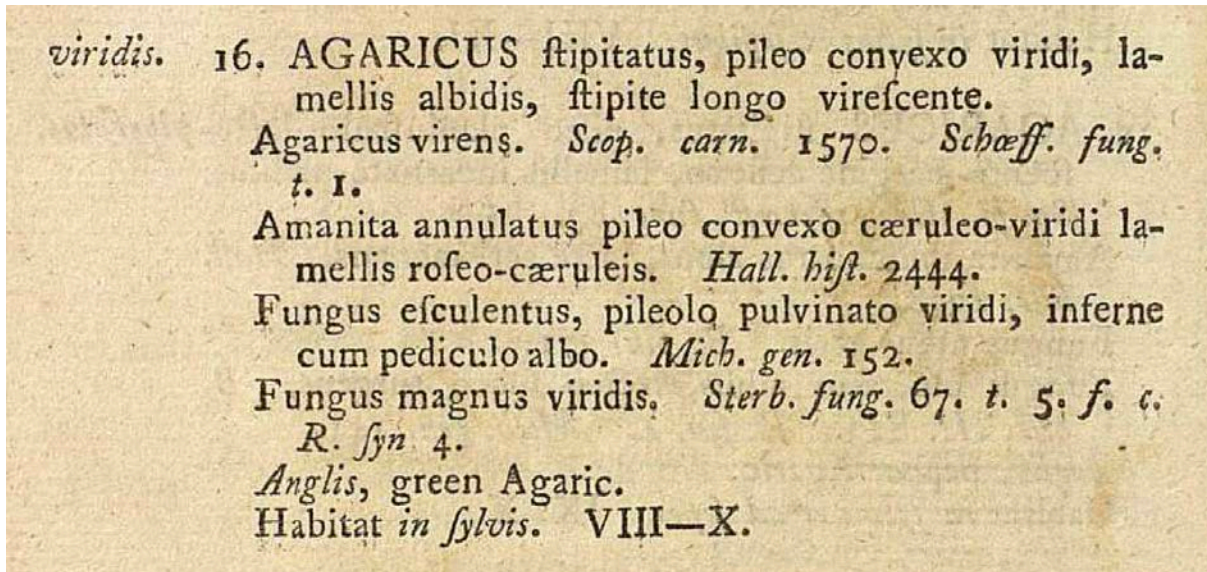 viridis. 16. AGARICUS ſtipitatus, pileo convexo viridi, la-
mellis albidis, ſtipite longo vireſcente.
Agaricus virens. Scop. carn. 1570. Schœff. fung.
t. 1.
Amanita annulatus pileo convexo cæruleo-viridi la-
mellis roſeo-cæruleis. Hall. hiſt. 2444.
Fungus eſculentus, pileolo pulvinato viridi, inferne
cum pediculo albo. Mich. gen. 152.
Fungus magnus viridis. Sterb. fung. 67. t. 5. f. c.
R. ſyn 4.
Anglis, green Agaric.
Habitat in ſylvis. VIII—X.